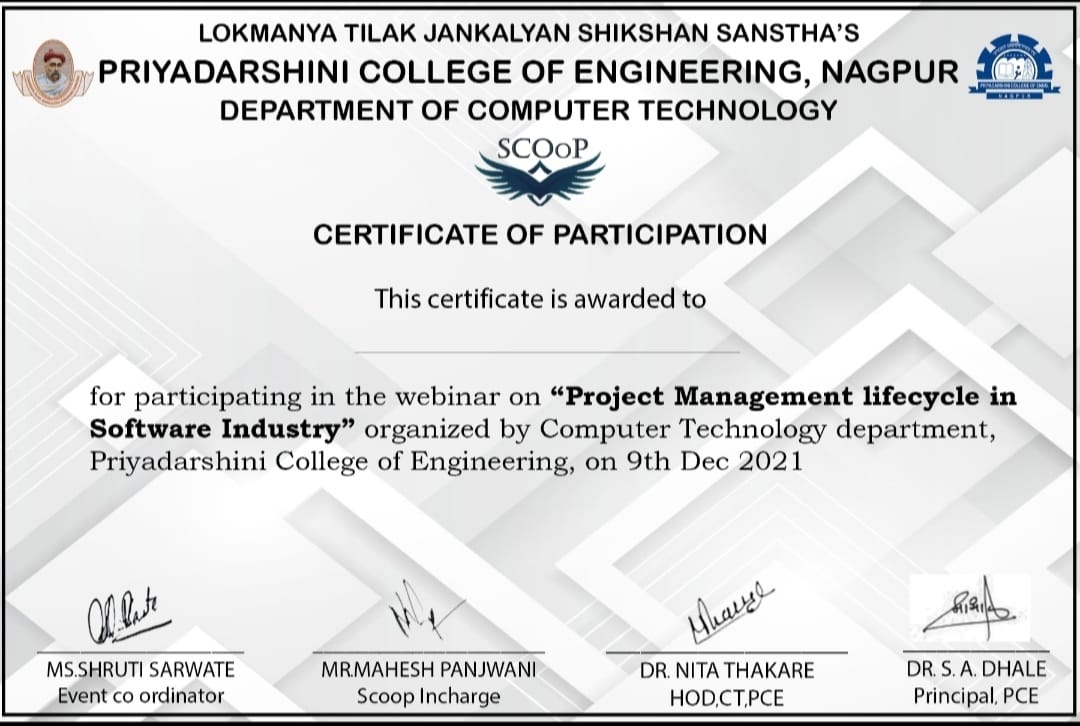 LOKMANYA TILAK JANKALYAN SHIKSHAN SANSTHA'S
PRIYADARSHINI COLLEGE OF ENGINEERING, NAGPUR
DEPARTMENT OF COMPUTER TECHNOLOGY
SCOoP
CERTIFICATE OF PARTICIPATION
This certificate is awarded to
for participating in the webinar on “Project Management lifecycle in
Software Industry” organized by Computer Technology department,
Priyadarshini College of Engineering, on 9th Dec 2021
MS.SHRUTI SARWATE
Event co ordinator
MR.MAHESH PANJWANI
Scoop Incharge
DR. NITA THAKARE
HOD,CT,PCE
DR. S. A. DHALE
Principal, PCE